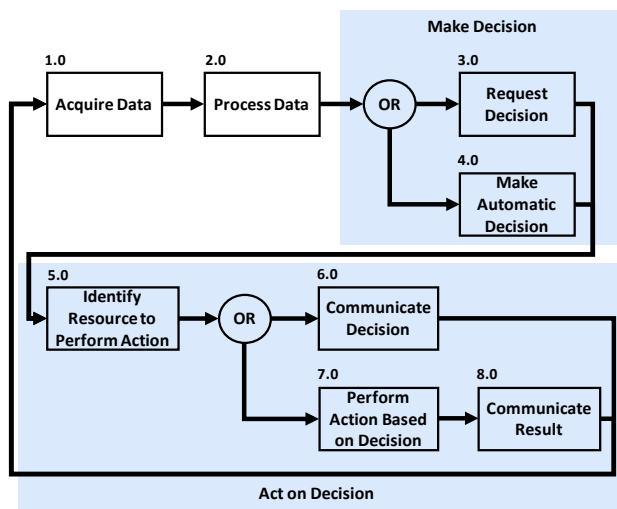 Make Decision
1.0
Acquire Data
2.0
Process Data
OR
3.0
Request
Decision
4.0
Make
Automatic
Decision
5.0
Identify
Resource to
Perform Action
OR
6.0
Communicate
Decision
7.0
Perform
Action Based
on Decision
8.0
Communicate
Result
Act on Decision